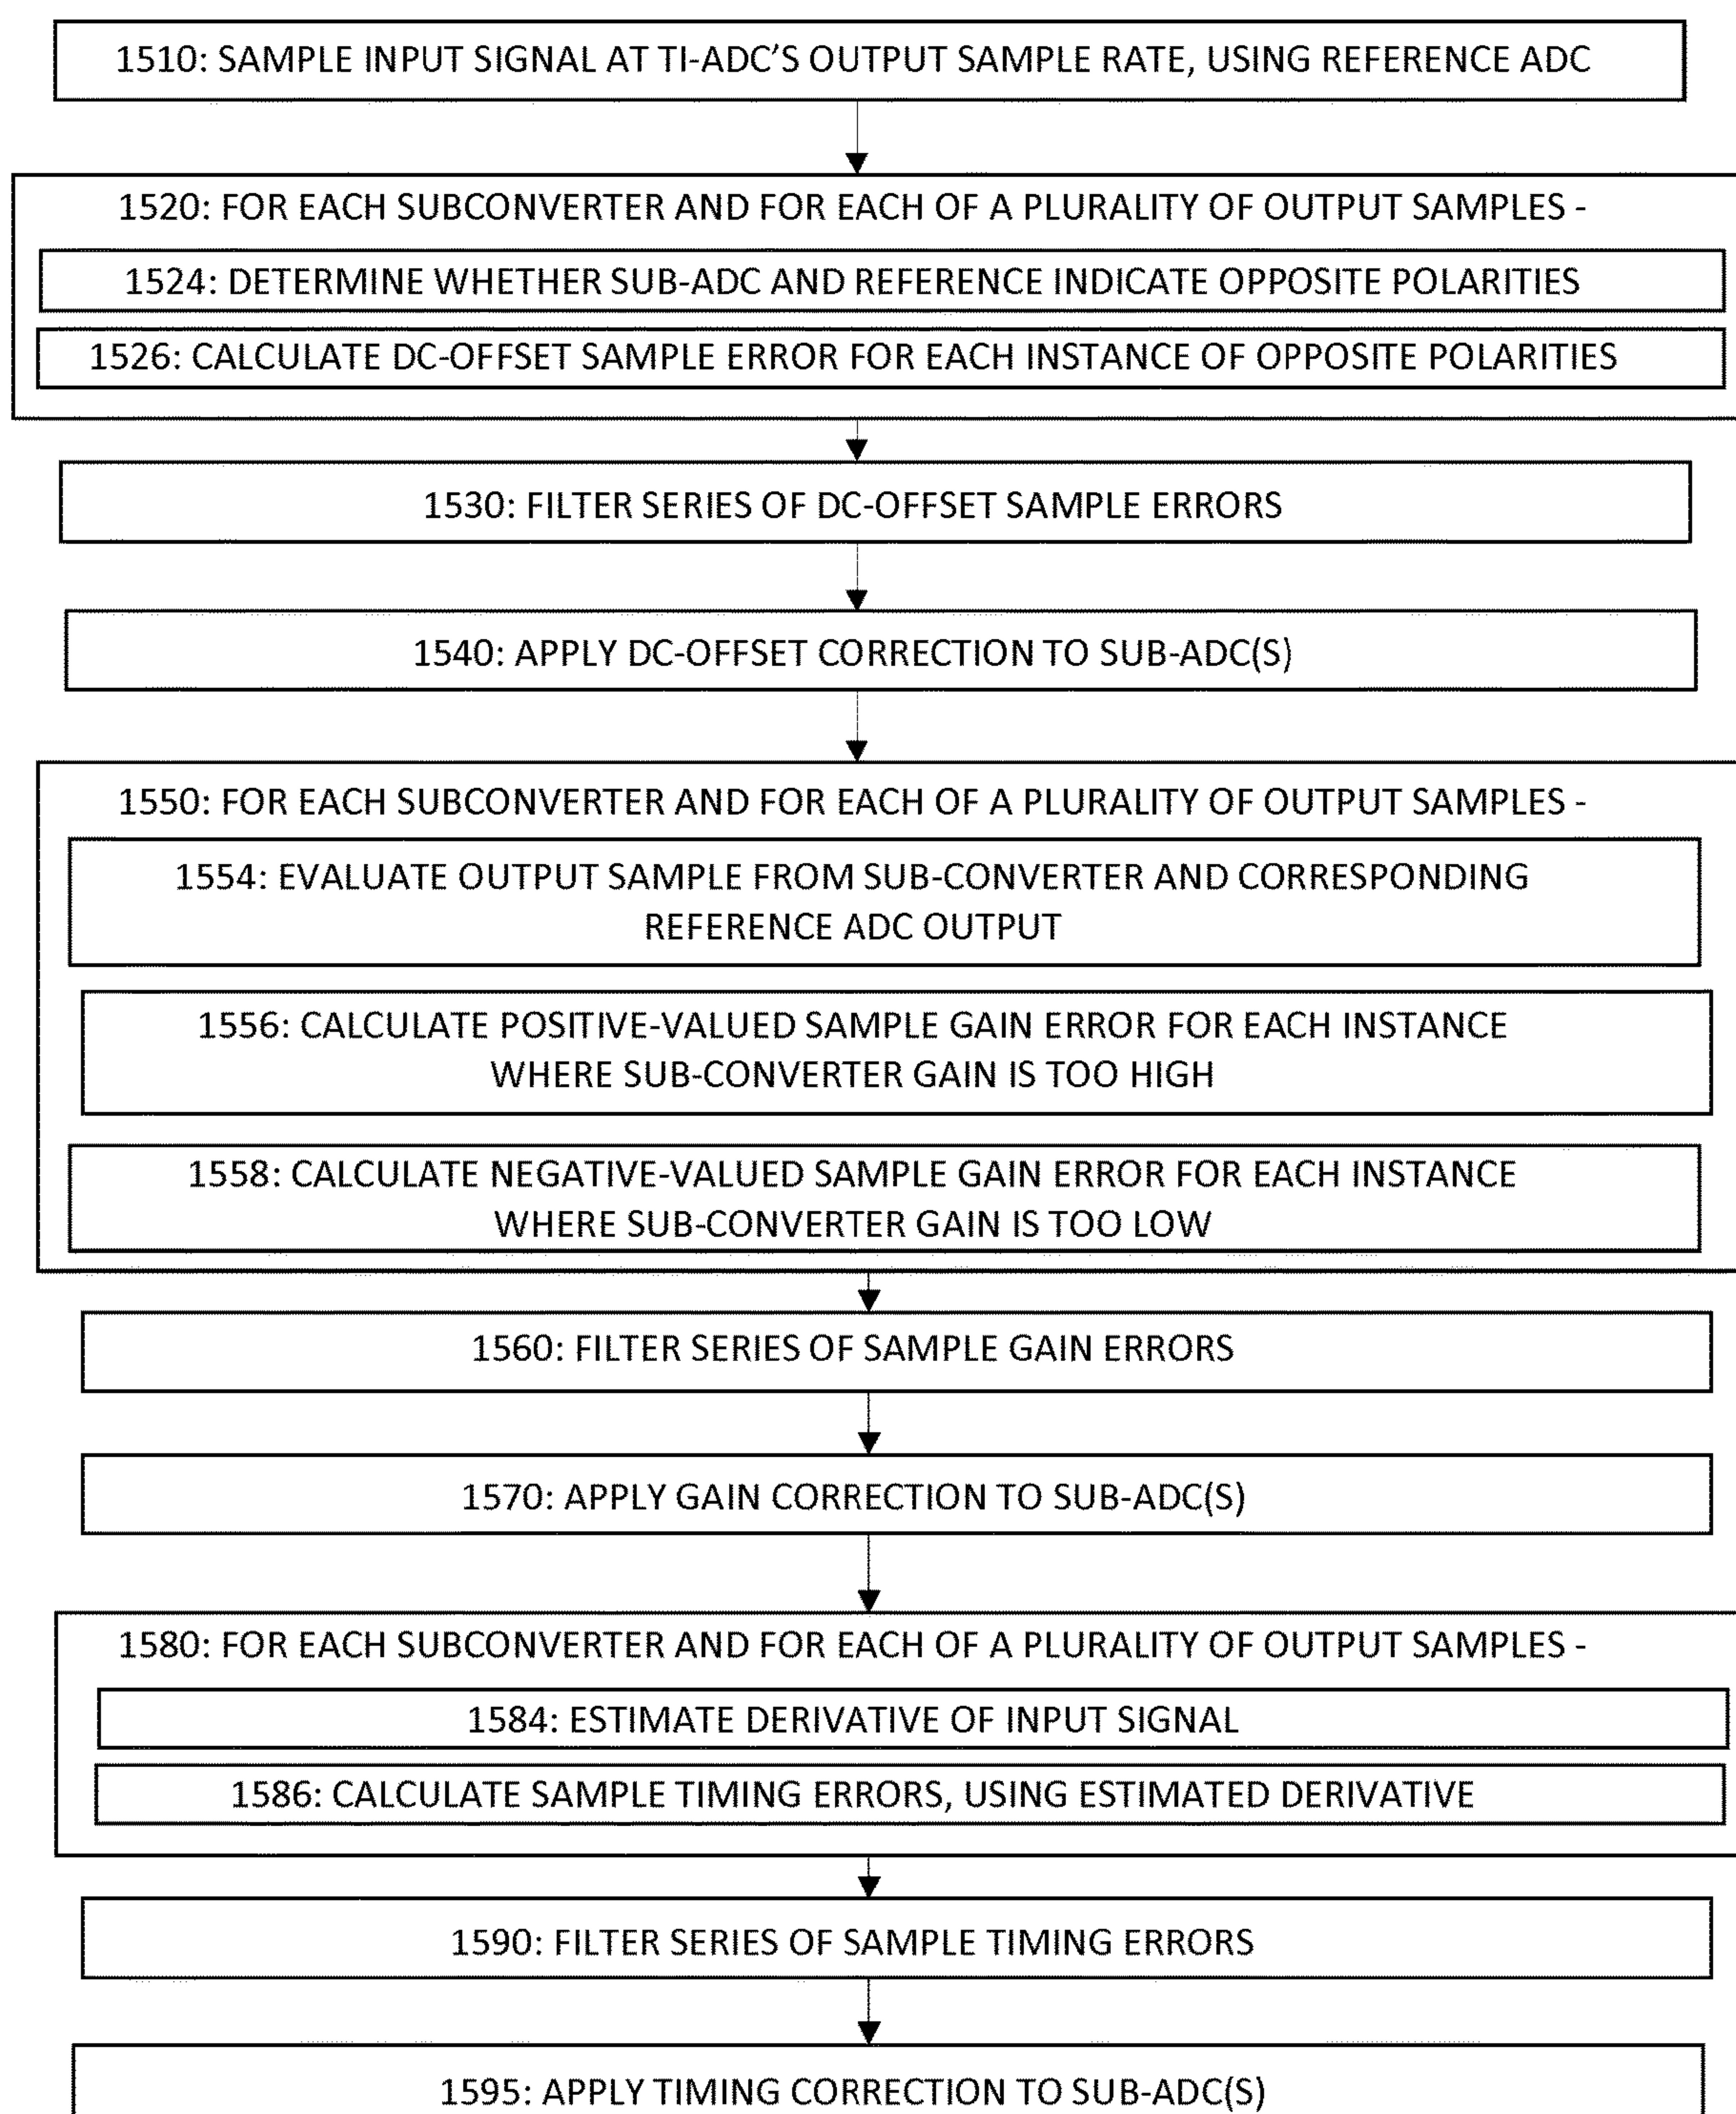 1510: SAMPLE INPUT SIGNAL AT TI-ADC'S OUTPUT SAMPLE RATE, USING REFERENCE ADC
1520: FOR EACH SUBCONVERTER AND FOR EACH OF A PLURALITY OF OUTPUT SAMPLES -
1524: DETERMINE WHETHER SUB-ADC AND REFERENCE INDICATE OPPOSITE POLARITIES
1526: CALCULATE DC-OFFSET SAMPLE ERROR FOR EACH INSTANCE OF OPPOSITE POLARITIES
1530: FILTER SERIES OF DC-OFFSET SAMPLE ERRORS
1540: APPLY DC-OFFSET CORRECTION TO SUB-ADC(S)
1550: FOR EACH SUBCONVERTER AND FOR EACH OF A PLURALITY OF OUTPUT SAMPLES -
1554: EVALUATE OUTPUT SAMPLE FROM SUB-CONVERTER AND CORRESPONDING
REFERENCE ADC OUTPUT
1556: CALCULATE POSITIVE-VALUED SAMPLE GAIN ERROR FOR EACH INSTANCE
WHERE SUB-CONVERTER GAIN IS TOO HIGH
1558: CALCULATE NEGATIVE-VALUED SAMPLE GAIN ERROR FOR EACH INSTANCE
WHERE SUB-CONVERTER GAIN IS TOO LOW
1560: FILTER SERIES OF SAMPLE GAIN ERRORS
1570: APPLY GAIN CORRECTION TO SUB-ADC(S)
1580: FOR EACH SUBCONVERTER AND FOR EACH OF A PLURALITY OF OUTPUT SAMPLES -
1584: ESTIMATE DERIVATIVE OF INPUT SIGNAL
1586: CALCULATE SAMPLE TIMING ERRORS, USING ESTIMATED DERIVATIVE
1590: FILTER SERIES OF SAMPLE TIMING ERRORS
1595: APPLY TIMING CORRECTION TO SUB-ADC(S)